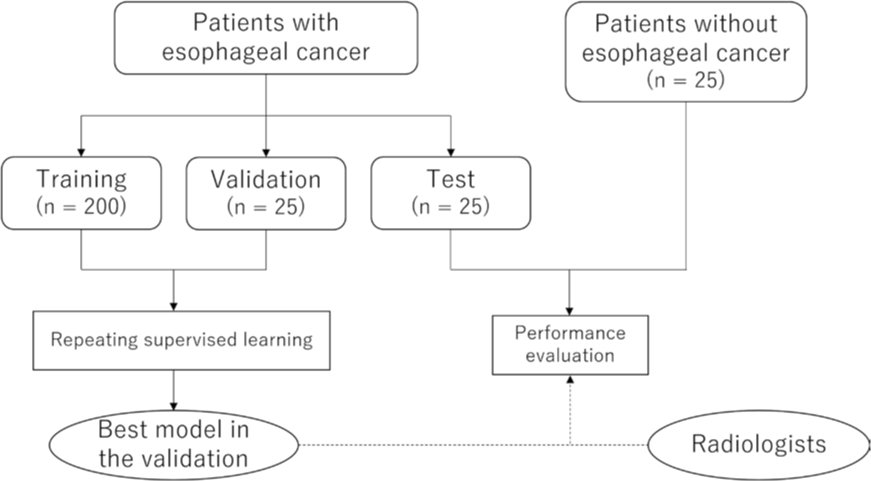 Patients with
esophageal cancer
Patients without
esophageal cancer
(n = 25)
Training
(n = 200)
Validation
(n = 25)
Test
(n = 25)
Repeating supervised learning
Performance
evaluation
Best model in
the validation
Radiologists